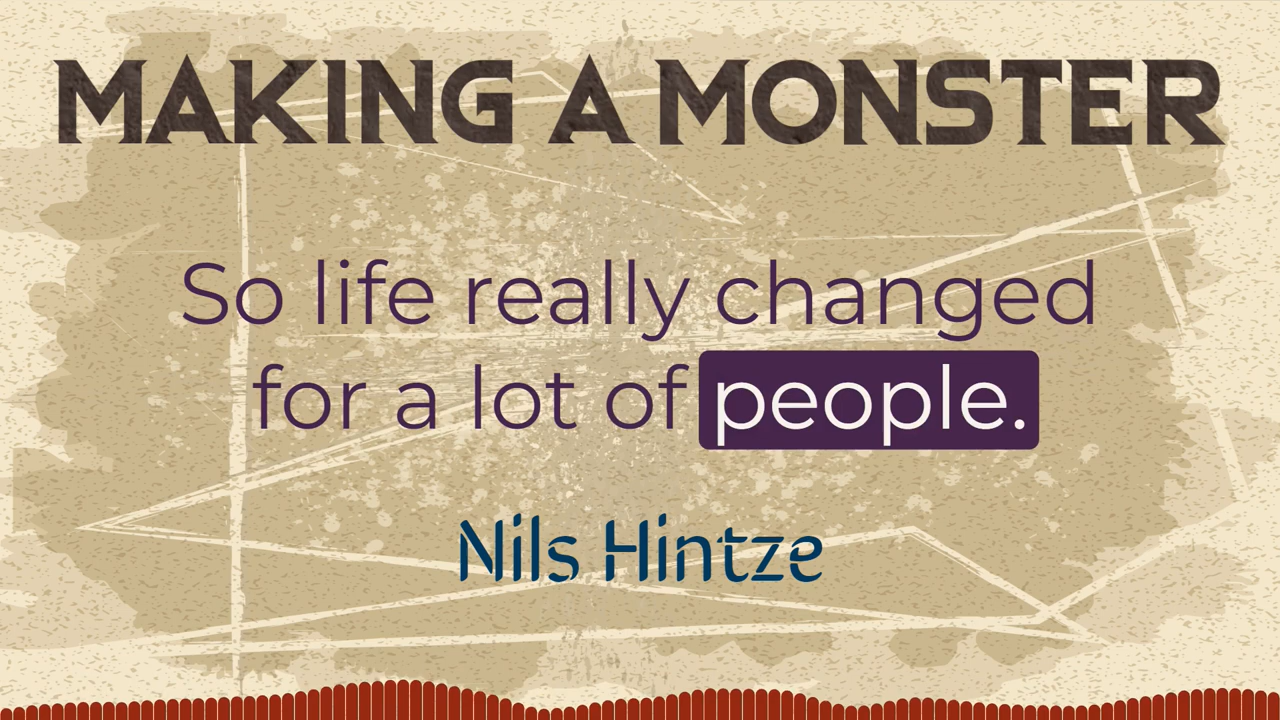 MAKING A MONSTER
So life really changed
for a lot of people.
Nils Hintze